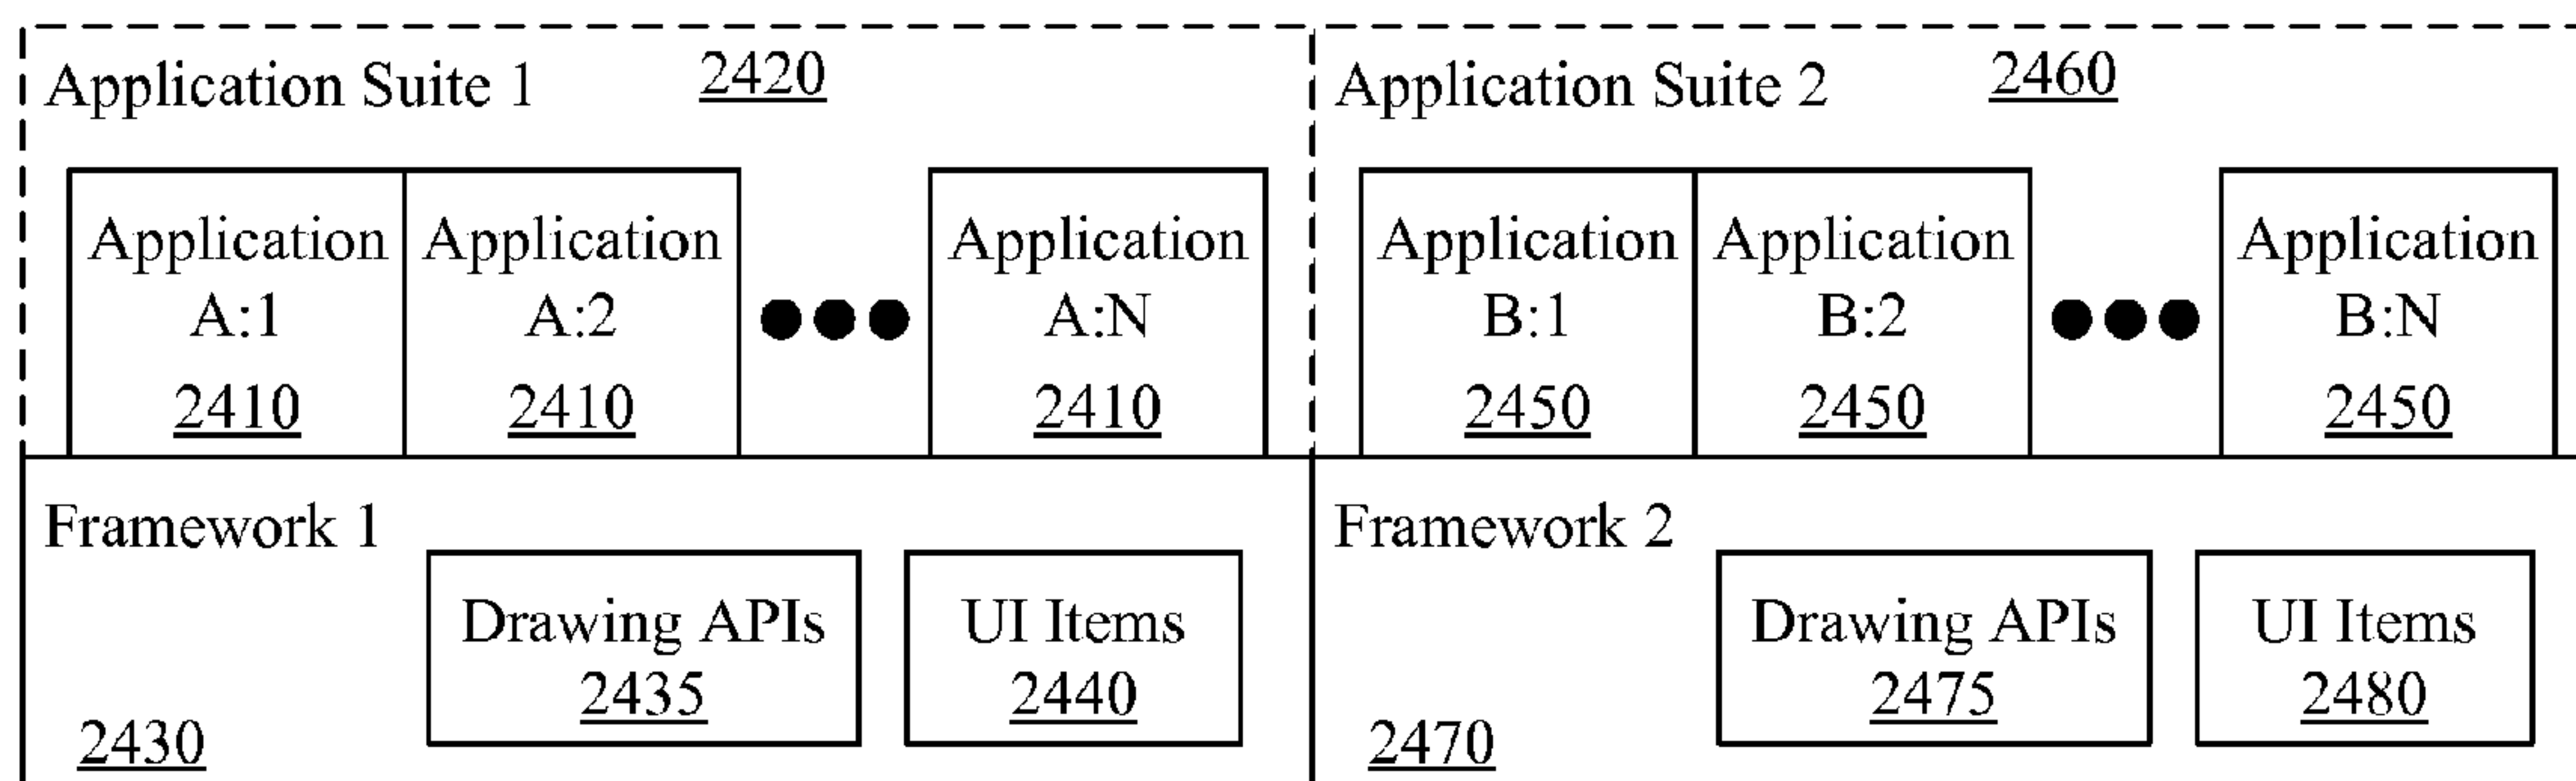 Application Suite 1 2420
Application A:1 2410
Application A:2 2410
Application A:N 2410
Application Suite 2 2460
Application B:1 2450
Application B:2 2450
Application B:N 2450
Framework 1
Drawing APIs
2435
UI Items
2440
2430
Framework 2
Drawing APIs
2475
UI Items
2480
2470